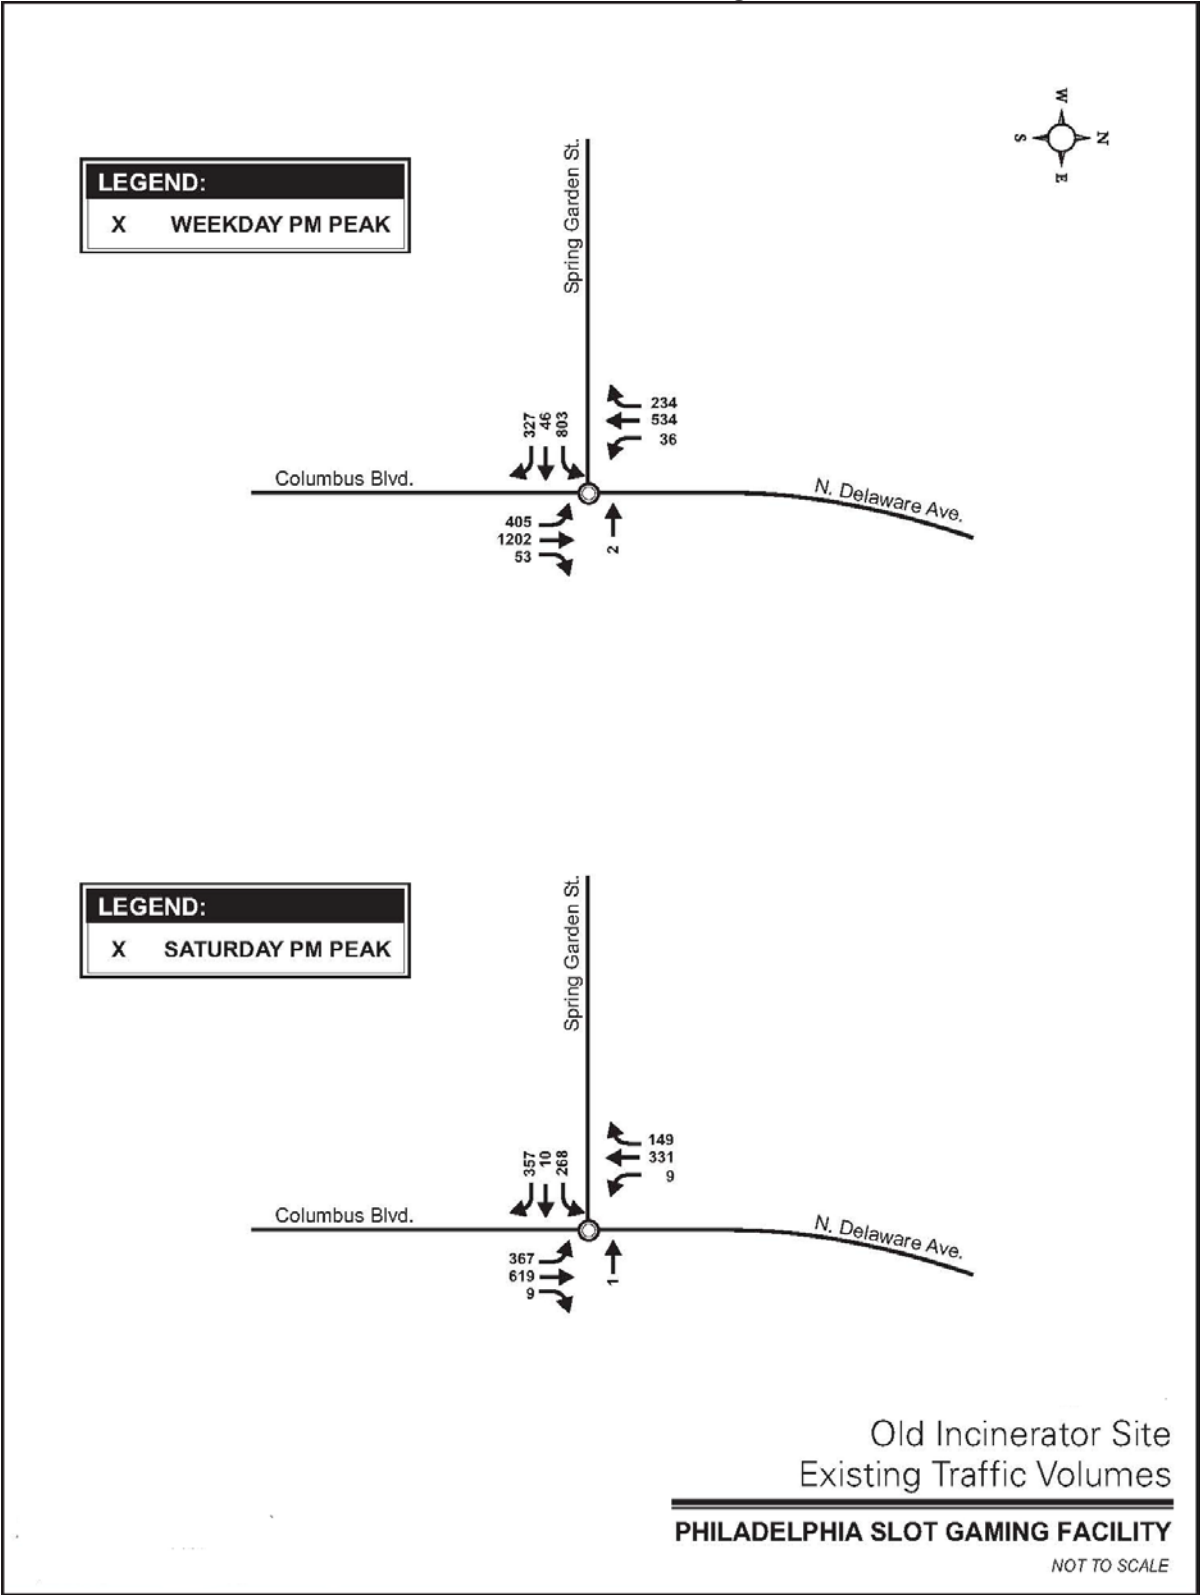 W
S
N
E
LEGEND:
X WEEKDAY PM PEAK
Spring Garden St.
234
534
36
327
46
803
Columbus Blvd.
N. Delaware Ave.
405
1202
53
2
LEGEND:
X SATURDAY PM PEAK
Spring Garden St.
149
331
9
357
10
268
Columbus Blvd.
N. Delaware Ave.
367
619
9
1
Old Incinerator Site
Existing Traffic Volumes
PHILADELPHIA SLOT GAMING FACILITY
NOT TO SCALE